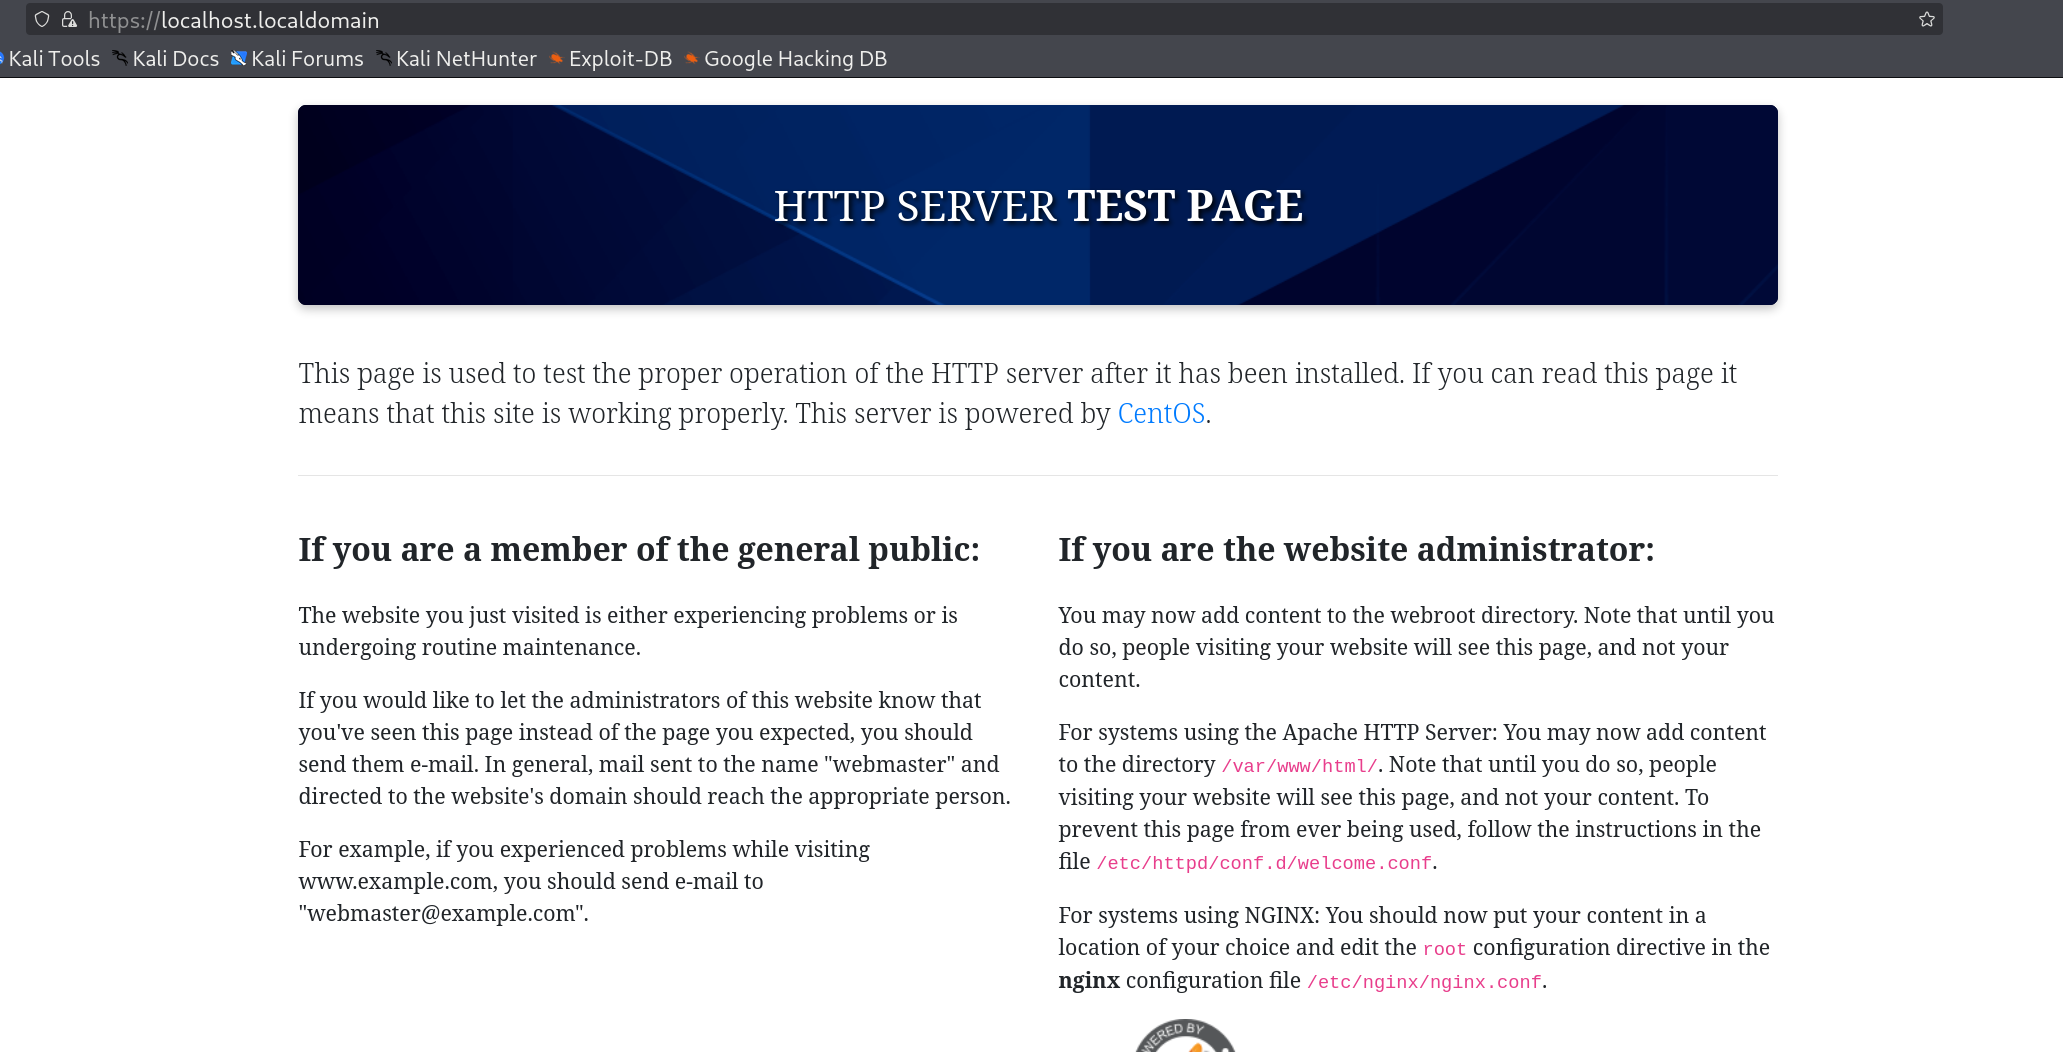 https://localhost.localdomain
Kali Tools Kali Docs Kali Forums Kali NetHunter Exploit-DB Google Hacking DB
HTTP SERVER TEST PAGE
This page is used to test the proper operation of the HTTP server after it has been installed. If you can read this page it
means that this site is working properly. This server is powered by CentOS.
If you are a member of the general public:
The website you just visited is either experiencing problems or is
undergoing routine maintenance.
If you would like to let the administrators of this website know that
you've seen this page instead of the page you expected, you should
send them e-mail. In general, mail sent to the name "webmaster" and
directed to the website's domain should reach the appropriate person.
For example, if you experienced problems while visiting
www.example.com, you should send e-mail to
"webmaster@example.com".
If you are the website administrator:
You may now add content to the webroot directory. Note that until you
do so, people visiting your website will see this page, and not your
content.
For systems using the Apache HTTP Server: You may now add content
to the directory /var/www/html/. Note that until you do so, people
visiting your website will see this page, and not your content. To
prevent this page from ever being used, follow the instructions in the
file /etc/httpd/conf.d/welcome.conf.
For systems using NGINX: You should now put your content in a
location of your choice and edit the root configuration directive in the
nginx configuration file /etc/nginx/nginx.conf.
BY